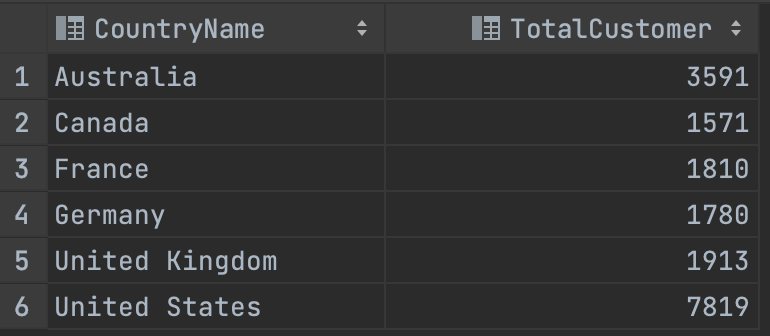 CountryName TotalCustomer
1 Australia 3591
2 Canada 1571
3 France 1810
4 Germany 1780
5 United Kingdom 1913
6 United States 7819